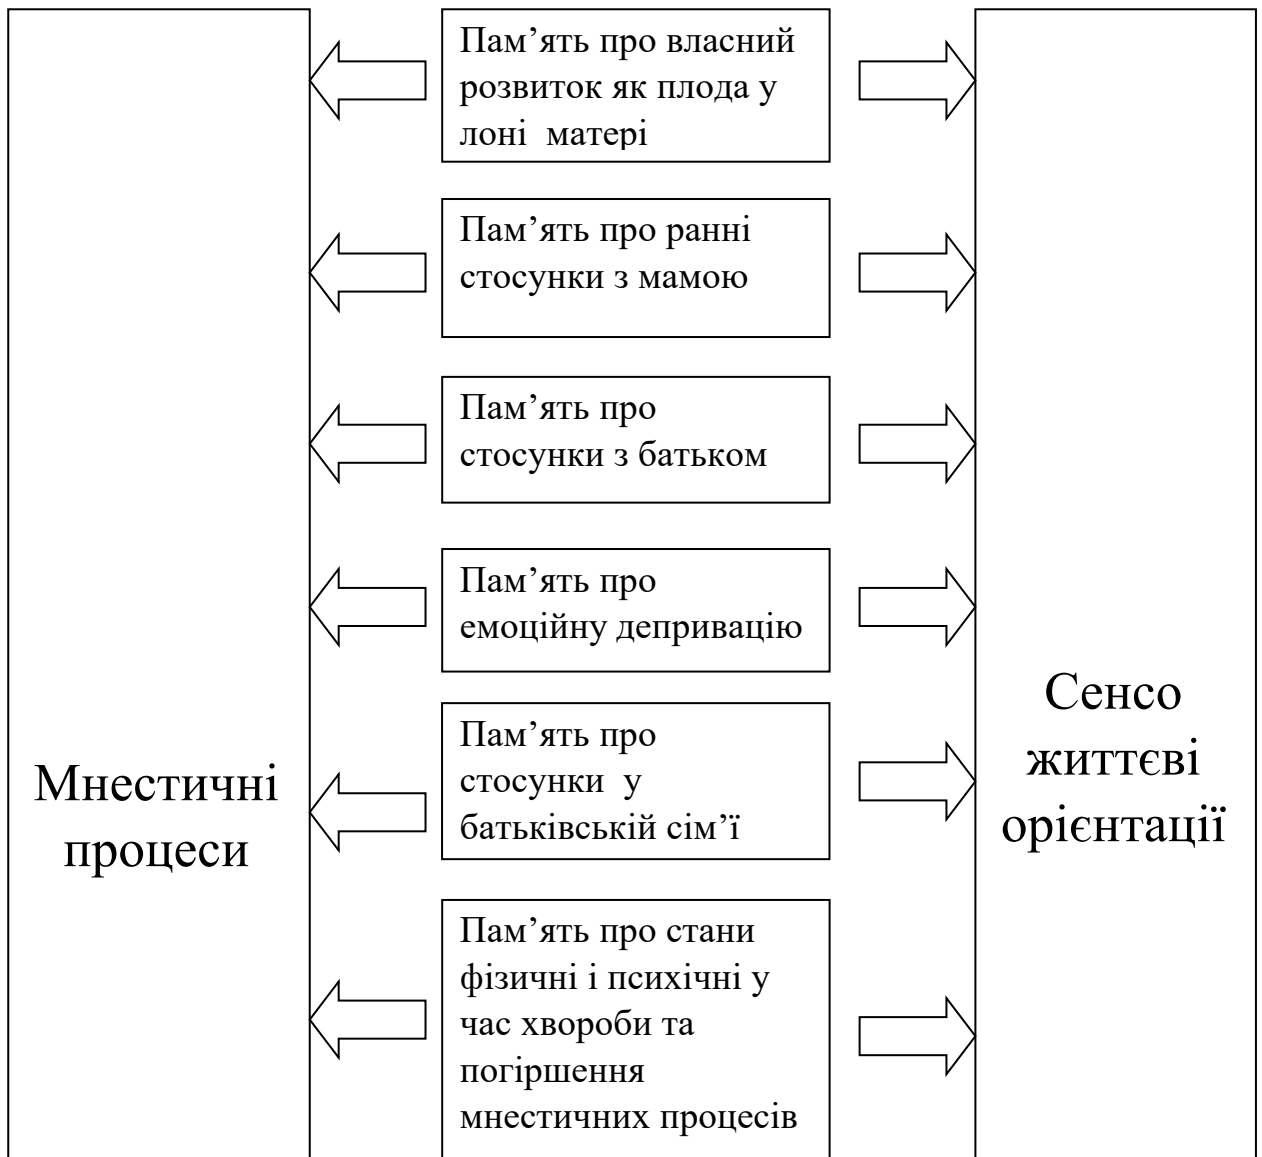 Пам’ять про власний
розвиток як плода у
лоні матері
Пам’ять про ранні
стосунки з мамою
Пам’ять про
стосунки з батьком
Пам’ять про
емоційну депривацію
Пам’ять про
стосунки у
батьківській сім’ї
Пам’ять про стани
фізичні і психічні у
час хвороби та
погіршення
мнестичних процесів
Мнестичні
процеси
Сенсо
життєві
орієнтації